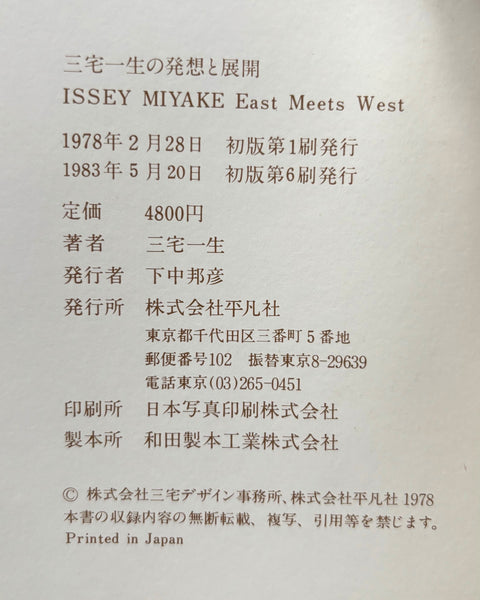 三宅一生の発想と展開
ISSEY MIYAKE East Meets West
1978年2月28日 初版第1刷発行
1983年5月20日 初版第6刷発行
定価 4800円
著者 三宅一生
発行者 下中邦彦
発行所 株式会社平凡社
東京都千代田区三番町5番地
郵便番号102 振替東京8-29639
電話東京(03)265-0451
印刷所 日本写真印刷株式会社
製本所 和田製本工業株式会社
© 株式会社三宅デザイン事務所、株式会社平凡社 1978
本書の収録内容の無断転載、複写、引用等を禁じます。
Printed in Japan